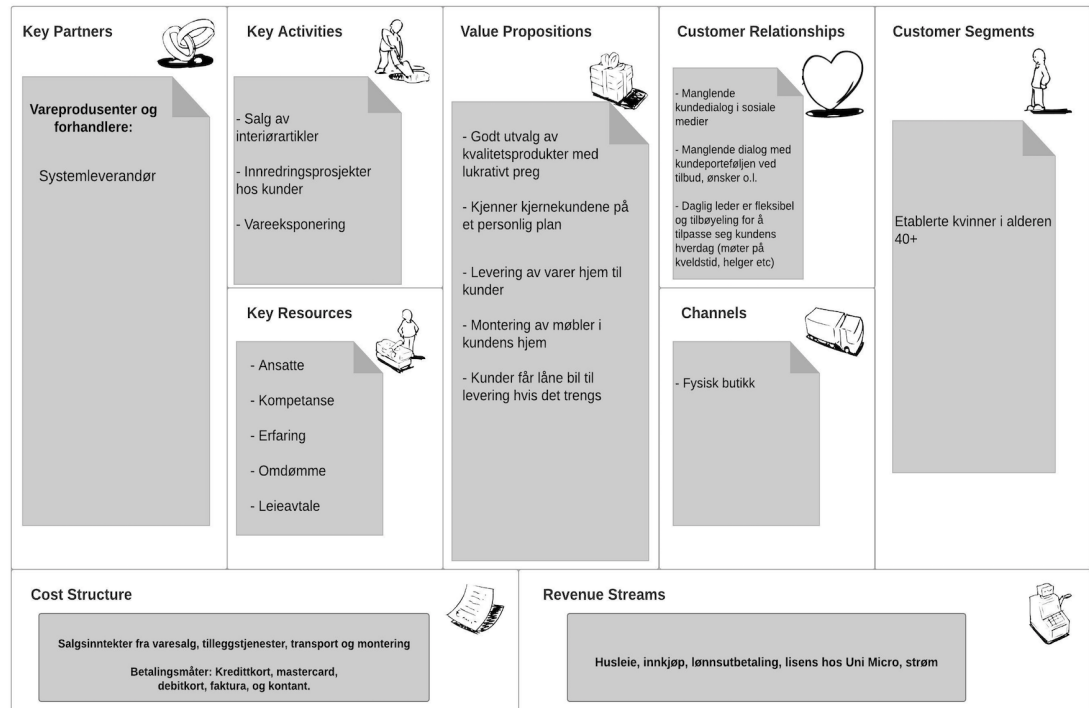 Key Partners
Vareprodusenter og
forhandlere:
Systemleverandør
Key Activities
- Salg av
interiørartikler
- Innredringsprosjekter
hos kunder
- Vareeksponering
Key Resources
- Ansatte
- Kompetanse
- Erfaring
- Omdømme
- Leieavtale
Value Propositions
- Godt utvalg av
kvalitetsprodukter med
lukrativt preg
- Kjenner kjernekundene på
et personlig plan
- Levering av varer hjem til
kunder
- Montering av møbler i
kundens hjem
- Kunder får låne bil til
levering hvis det trengs
Customer Relationships
- Manglende
kundedialog i sosiale
medier
- Manglende dialog med
kundeporteføljen ved
tilbud, ønsker o.l.
- Daglig leder er fleksibel
og tilbøyeling for å
tilpasse seg kundens
hverdag (møter på
kveldstid, helger etc)
Channels
- Fysisk butikk
Customer Segments
Etablerte kvinner i alderen
40+
Cost Structure
Salgsinntekter fra varesalg, tilleggstjenester, transport og montering
Betalingsmåter: Kredittkort, mastercard,
debitkort, faktura, og kontant.
Revenue Streams
Husleie, innkjøp, lønnsutbetaling, lisens hos Uni Micro, strøm